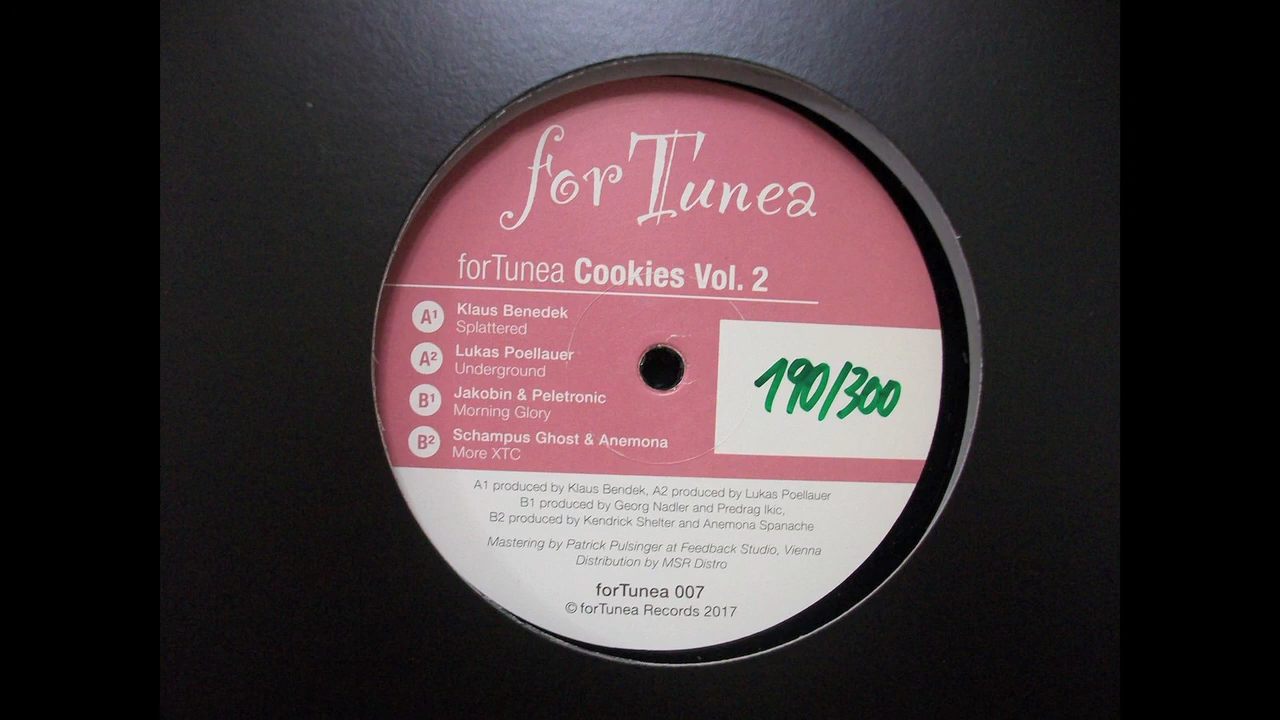 forTunea
forTunea Cookies Vol. 2
A1 Klaus Benedek
Splattered
A2 Lukas Poellauer
Underground
B1 Jakobin & Peletronic
Morning Glory
B2 Schampus Ghost & Anemona
More XTC
190/300
A1 produced by Klaus Bendek, A2 produced by Lukas Poellauer
B1 produced by Georg Nadler and Predrag Ikic,
B2 produced by Kendrick Shelter and Anemona Spanache
Mastering by Patrick Pulsinger at Feedback Studio, Vienna
Distribution by MSR Distro
forTunea 007
© forTunea Records 2017